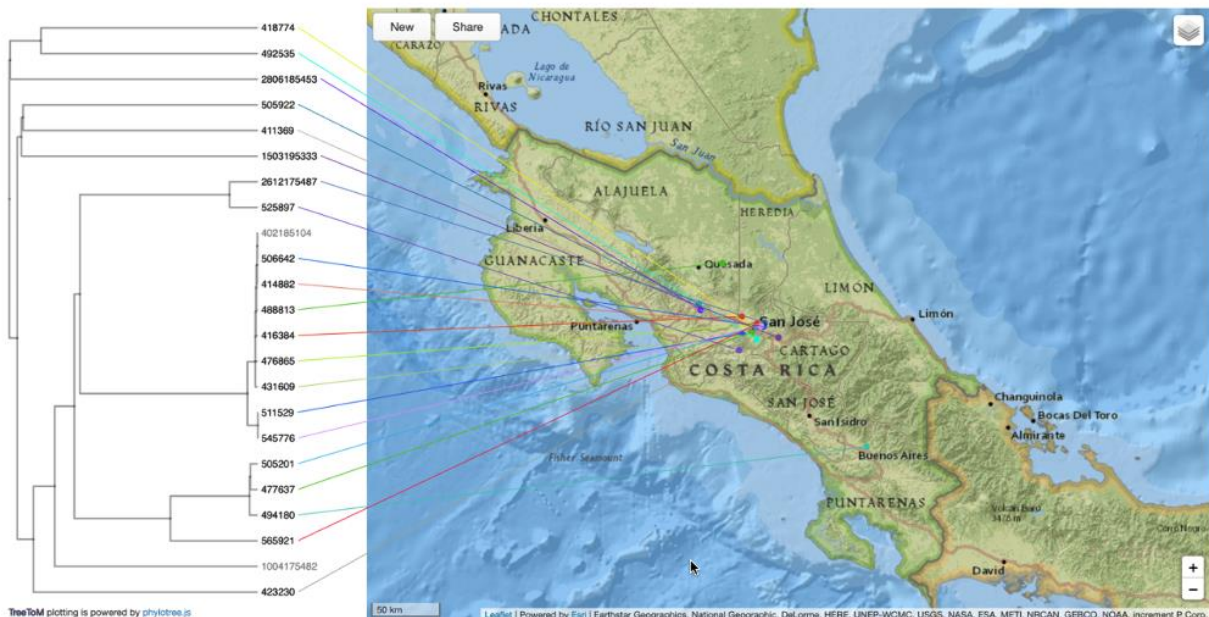 418774
492535
2806185453
505922
411369
1503195333
2612175487
525897
402185104
506642
414882
488813
416384
476865
431609
511529
545776
505201
477637
494180
565921
1004175482
423230
TreeToM plotting is powered by phylotree.js
New
Share
CHONTALES
CARAZO
Lago de
Nicaragua
Rivas
RIVAS
RÍO SAN JUAN
San Juan
ALAJUELA
HEREDIA
Liberia
GUANACASTE
Quesada
LIMÓN
Puntarenas
San José
Limón
CARTAGO
COSTA RICA
SAN JOSÉ
San Isidro
Changuinola
Bocas Del Toro
Almirante
Fisher Seamount
Buenos Aires
PUNTARENAS
Volcán Barú
3475 m
Cerro Negro
David
+
−
50 km
Leaflet | Powered by Esri | Earthstar Geographics, National Geographic, DeLorme, HERE, UNEP-WCMC, USGS, NASA, ESA, METI, NRCAN, GEBCO, NOAA, increment P Corp.